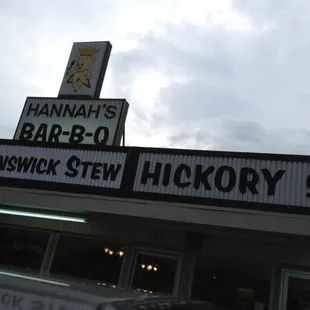 HANNAH'S
BAR-B-Q
NSWICK STEW HICKORY S